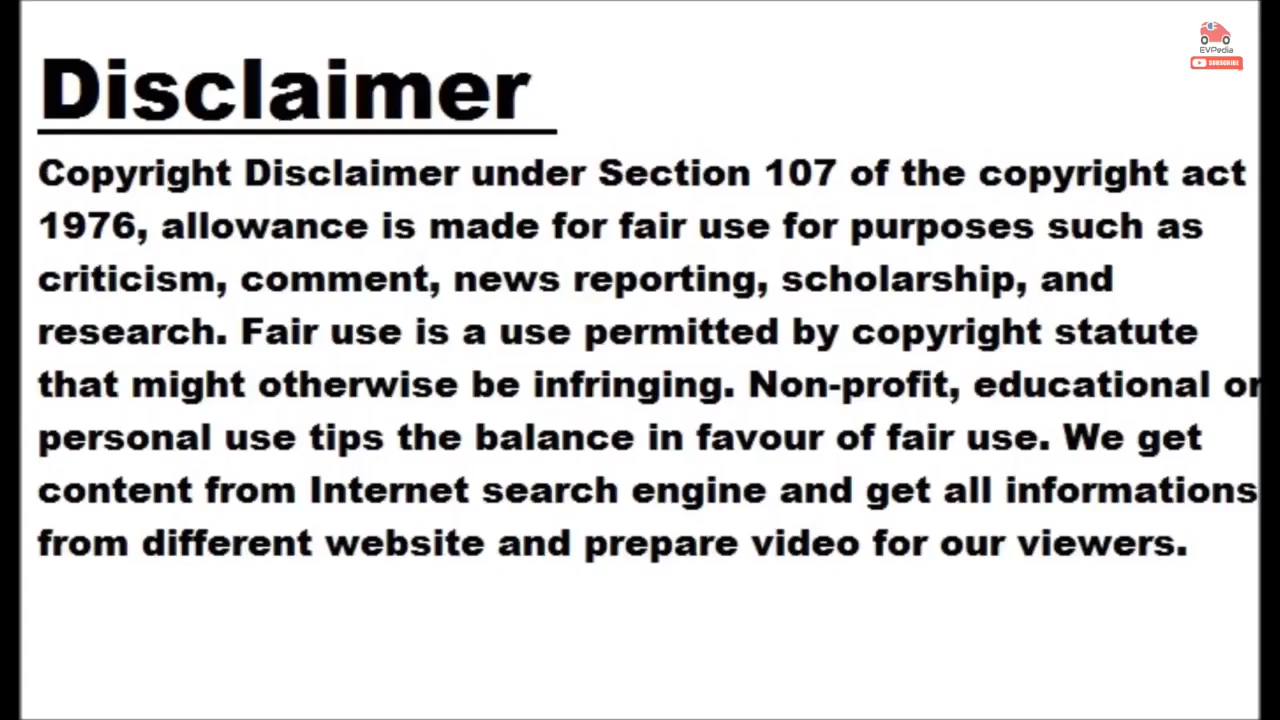 EVPedia
SUBSCRIBE
Disclaimer
Copyright Disclaimer under Section 107 of the copyright act
1976, allowance is made for fair use for purposes such as
criticism, comment, news reporting, scholarship, and
research. Fair use is a use permitted by copyright statute
that might otherwise be infringing. Non-profit, educational or
personal use tips the balance in favour of fair use. We get
content from Internet search engine and get all informations
from different website and prepare video for our viewers.